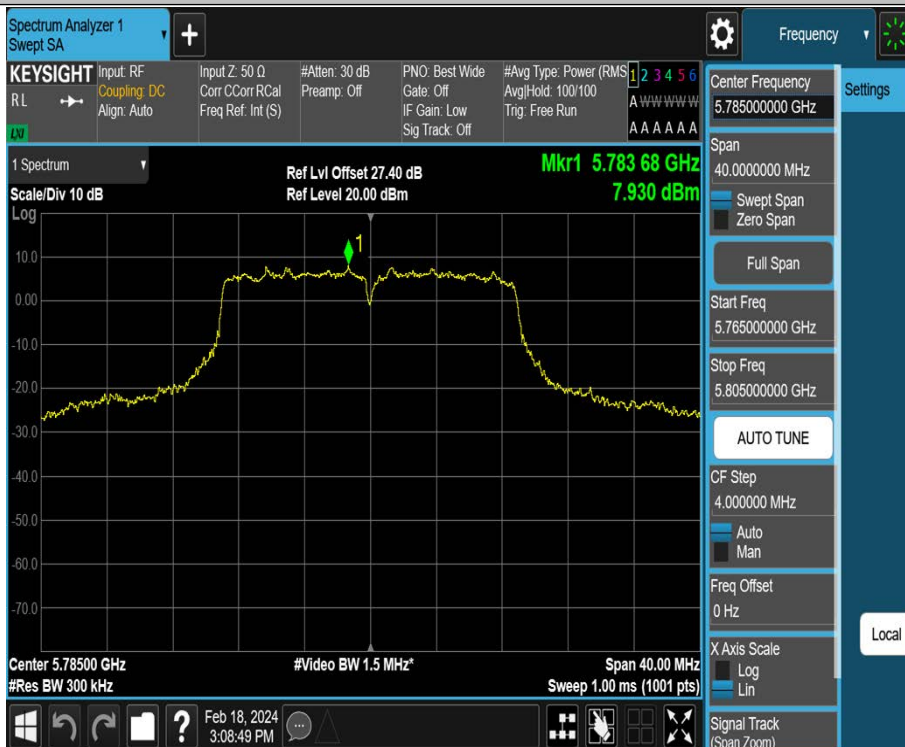 Spectrum Analyzer 1
Swept SA
Frequency
KEYSIGHT
RL
LXI
Input: RF
Coupling: DC
Align: Auto
Input Z: 50 Ω
Corr CCorr RCal
Freq Ref: Int (S)
#Atten: 30 dB
Preamp: Off
PNO: Best Wide
Gate: Off
IF Gain: Low
Sig Track: Off
#Avg Type: Power (RMS
Avg|Hold: 100/100
Trig: Free Run
1 2 3 4 5 6
A W W W W W
A A A A A A
1 Spectrum
Scale/Div 10 dB
Log
Ref Lvl Offset 27.40 dB
Ref Level 20.00 dBm
Mkr1 5.783 68 GHz
7.930 dBm
1
10.0
0.00
-10.0
-20.0
-30.0
-40.0
-50.0
-60.0
-70.0
Center 5.78500 GHz
#Res BW 300 kHz
#Video BW 1.5 MHz*
Span 40.00 MHz
Sweep 1.00 ms (1001 pts)
Feb 18, 2024
3:08:49 PM
Center Frequency
5.785000000 GHz
Span
40.0000000 MHz
Swept Span
Zero Span
Full Span
Start Freq
5.765000000 GHz
Stop Freq
5.805000000 GHz
AUTO TUNE
CF Step
4.000000 MHz
Auto
Man
Freq Offset
0 Hz
X Axis Scale
Log
Lin
Signal Track
(Span Zoom)
Settings
Local